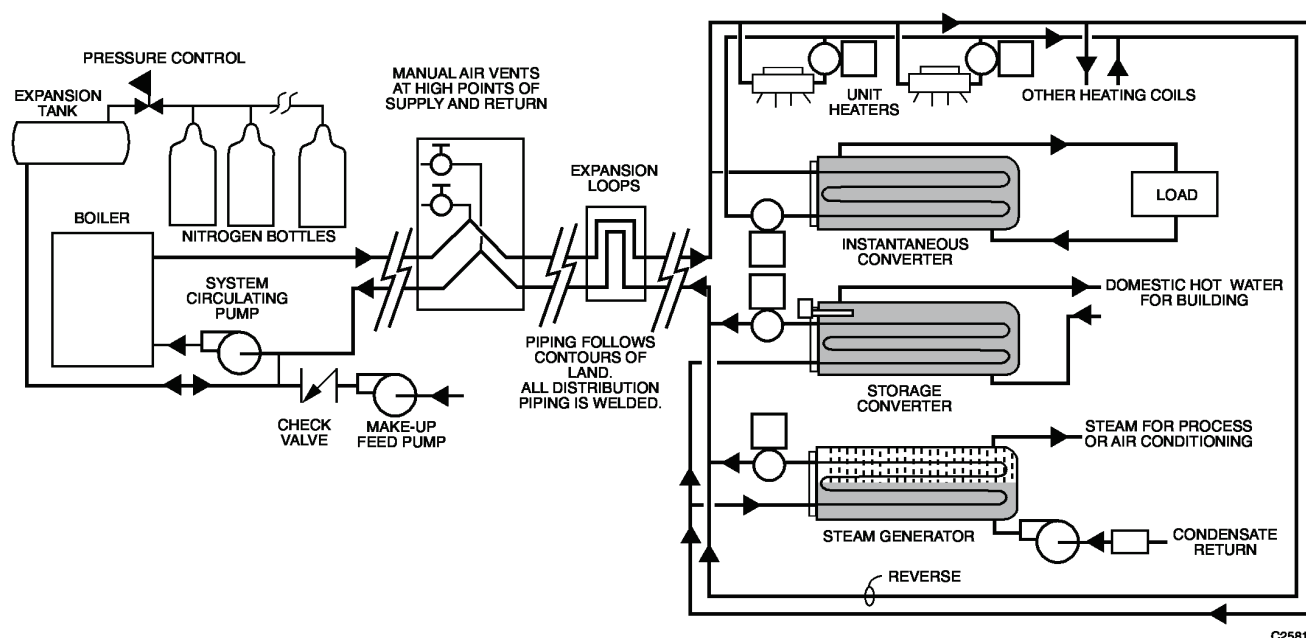 PRESSURE CONTROL
EXPANSION
TANK
MANUAL AIR VENTS
AT HIGH POINTS OF
SUPPLY AND RETURN
UNIT
HEATERS
OTHER HEATING COILS
EXPANSION
LOOPS
LOAD
BOILER
NITROGEN BOTTLES
INSTANTANEOUS
CONVERTER
SYSTEM
CIRCULATING
PUMP
DOMESTIC HOT WATER
FOR BUILDING
PIPING FOLLOWS
CONTOURS OF
LAND.
ALL DISTRIBUTION
PIPING IS WELDED.
STORAGE
CONVERTER
CHECK
VALVE
MAKE-UP
FEED PUMP
STEAM FOR PROCESS
OR AIR CONDITIONING
STEAM GENERATOR
CONDENSATE
RETURN
REVERSE
C2581